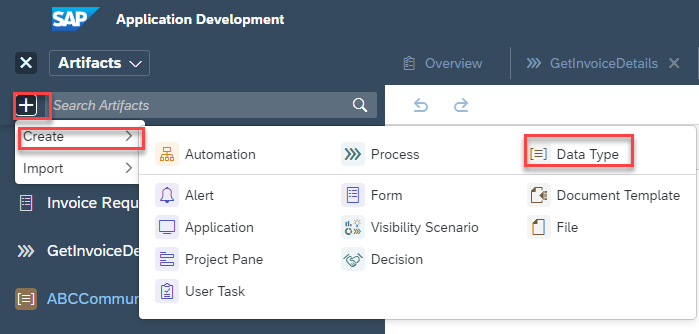 SAP Application Development
Artifacts
Overview
GetInvoiceDetails
Search Artifacts
Create
Import
Automation Process Data Type
Alert Form Document Template
Application Visibility Scenario File
Project Pane Decision
User Task
Invoice Requ
GetInvoiceDe
ABCCommun